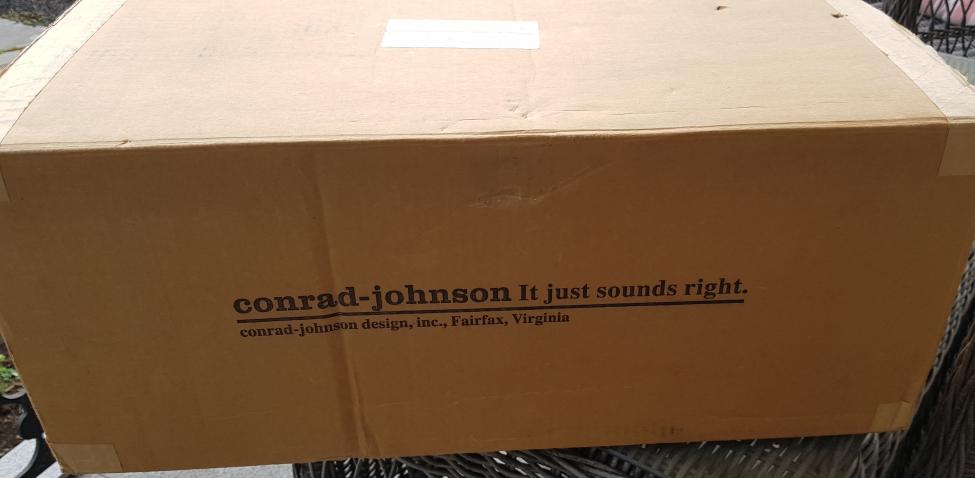 conrad-johnson It just sounds right.
conrad-johnson design, inc., Fairfax, Virginia